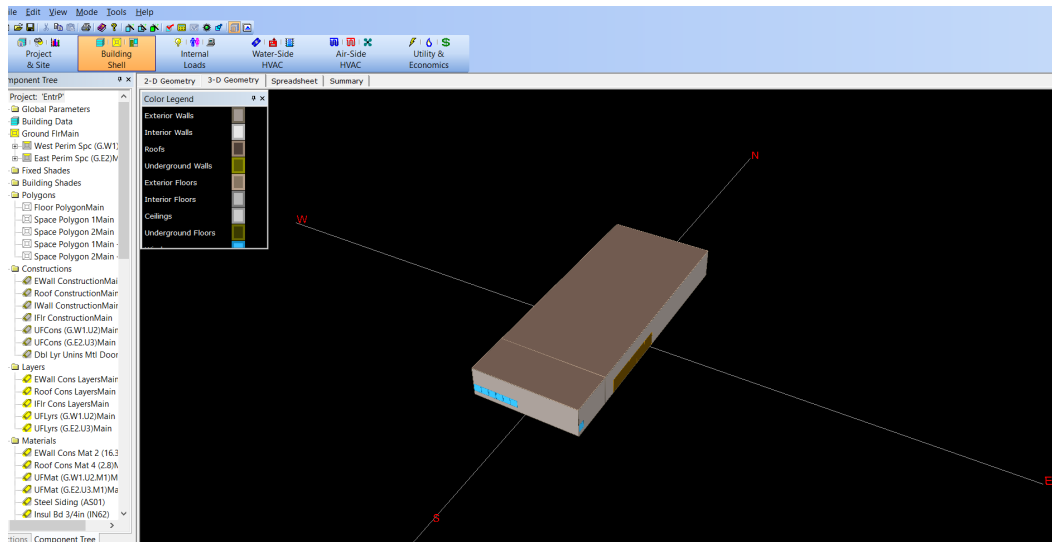 ile Edit View Mode Tools Help
Project & Site
Building Shell
Internal Loads
Water-Side HVAC
Air-Side HVAC
Utility & Economics
mponent Tree
2-D Geometry 3-D Geometry Spreadsheet Summary
Project: 'EntrP'
Global Parameters
Building Data
Ground FlrMain
West Perim Spc (G.W1)
East Perim Spc (G.E2)M
Fixed Shades
Building Shades
Polygons
Floor PolygonMain
Space Polygon 1Main
Space Polygon 2Main
Space Polygon 1Main -
Space Polygon 2Main -
Constructions
EWall ConstructionMai
Roof ConstructionMain
IWall ConstructionMair
IFlr ConstructionMain
UFCons (G.W1.U2)Mair
UFCons (G.E2.U3)Main
Dbl Lyr Unins Mtl Door
Layers
EWall Cons LayersMain
Roof Cons LayersMain
IFlr Cons LayersMain
UFLyrs (G.W1.U2)Main
UFLyrs (G.E2.U3)Main
Materials
EWall Cons Mat 2 (16.3
Roof Cons Mat 4 (2.8)M
UFMat (G.W1.U2.M1)M
UFMat (G.E2.U3.M1)Ma
Steel Siding (AS01)
Insul Bd 3/4in (IN62)
ctions Component Tree
Color Legend
Exterior Walls
Interior Walls
Roofs
Underground Walls
Exterior Floors
Interior Floors
Ceilings
Underground Floors
N
W
E
S